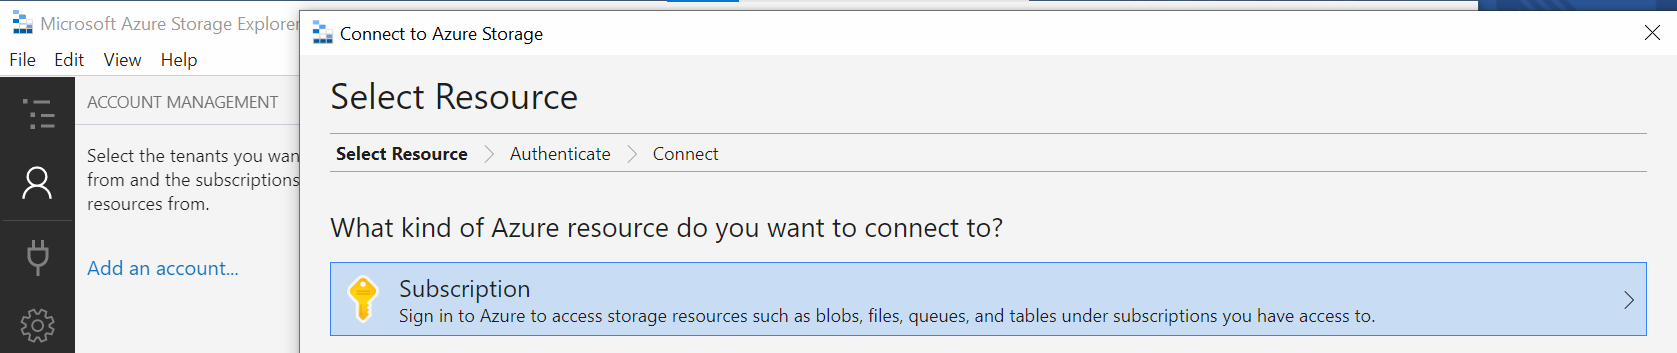 Microsoft Azure Storage Explorer
File Edit View Help
ACCOUNT MANAGEMENT
Select the tenants you wan
from and the subscriptions
resources from.
Add an account...
Connect to Azure Storage
Select Resource
Select Resource Authenticate Connect
What kind of Azure resource do you want to connect to?
Subscription
Sign in to Azure to access storage resources such as blobs, files, queues, and tables under subscriptions you have access to.